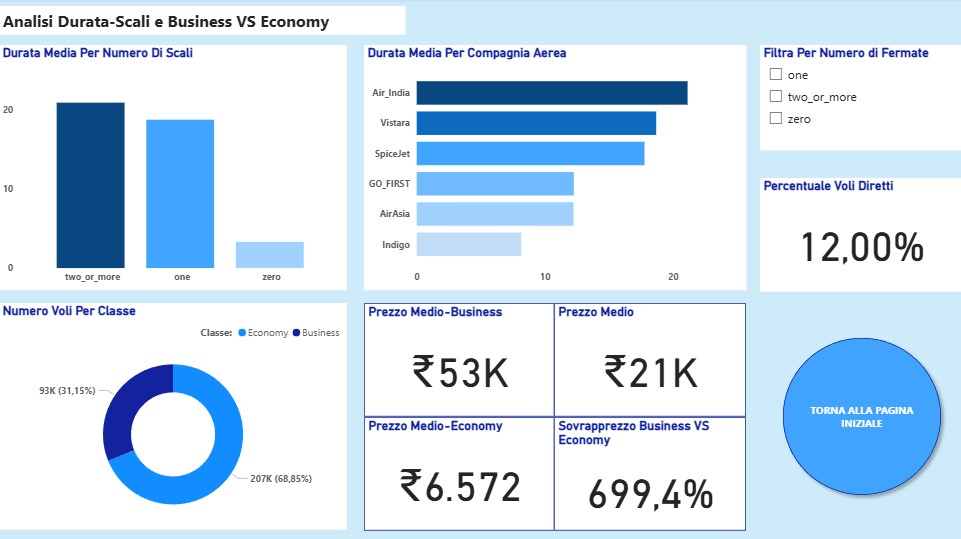 Analisi Durata-Scali e Business VS Economy
Durata Media Per Numero Di Scali
20
10
0
two_or_more
one
zero
Durata Media Per Compagnia Aerea
Air_India
Vistara
SpiceJet
GO_FIRST
AirAsia
Indigo
0
10
20
Filtra Per Numero di Fermate
one
two_or_more
zero
Percentuale Voli Diretti
12,00%
Numero Voli Per Classe
Classe: Economy Business
93K (31,15%)
207K (68,85%)
Prezzo Medio-Business
₹53K
Prezzo Medio
₹21K
Prezzo Medio-Economy
₹6.572
Sovrapprezzo Business VS
Economy
699,4%
TORNA ALLA PAGINA
INIZIALE